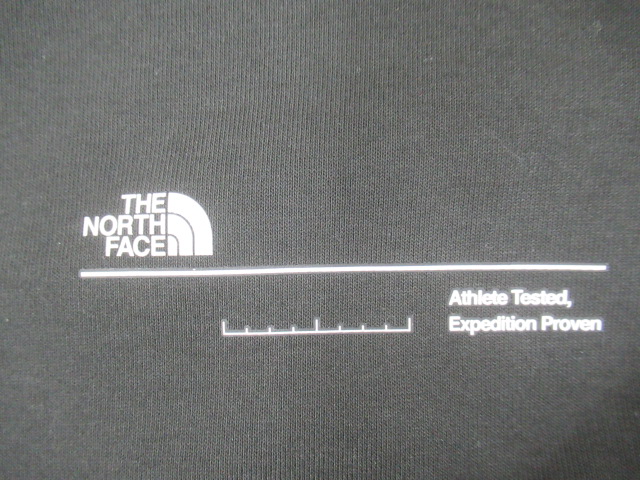 THE
NORTH
FACE
Athlete Tested,
Expedition Proven